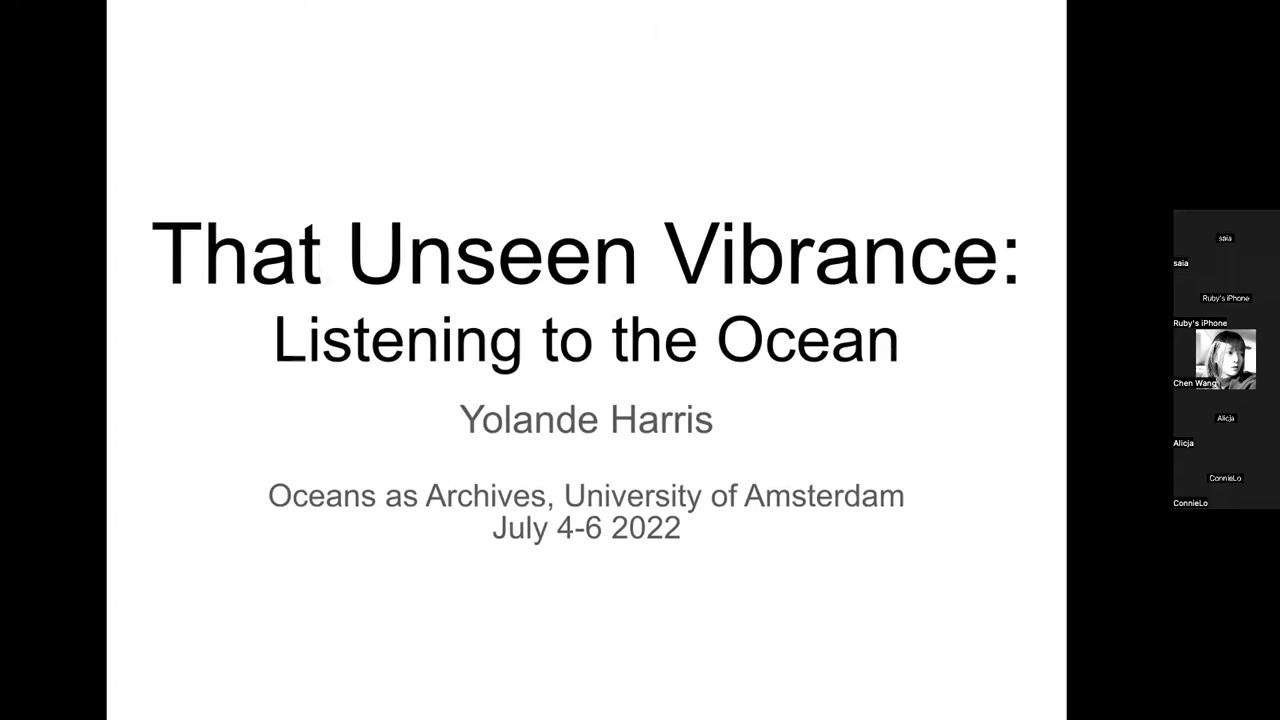 That Unseen Vibrance:
Listening to the Ocean
Yolande Harris
Oceans as Archives, University of Amsterdam
July 4-6 2022
saia
saia
Ruby's iPhone
Ruby's iPhone
Chen Wang
Alicja
Alicja
ConnieLo
ConnieLo